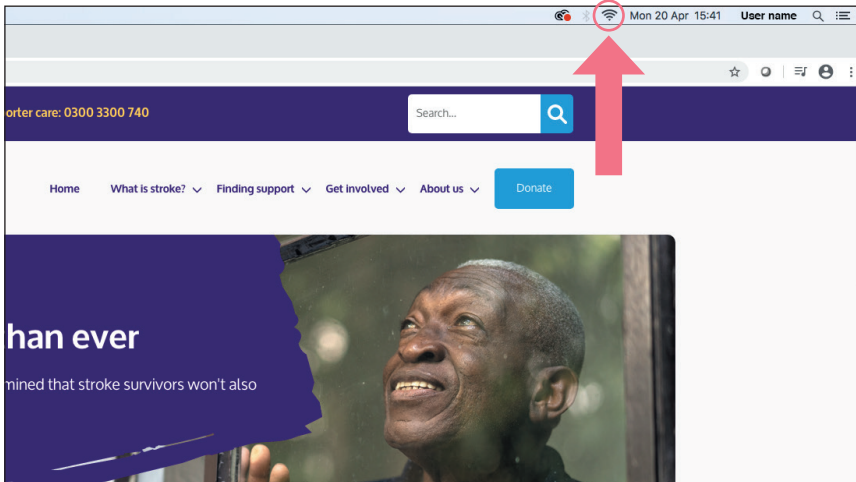 Mon 20 Apr 15:41 User name
orter care: 0300 3300 740
Search...
Home What is stroke? Finding support Get involved About us Donate
han ever
mined that stroke survivors won't also